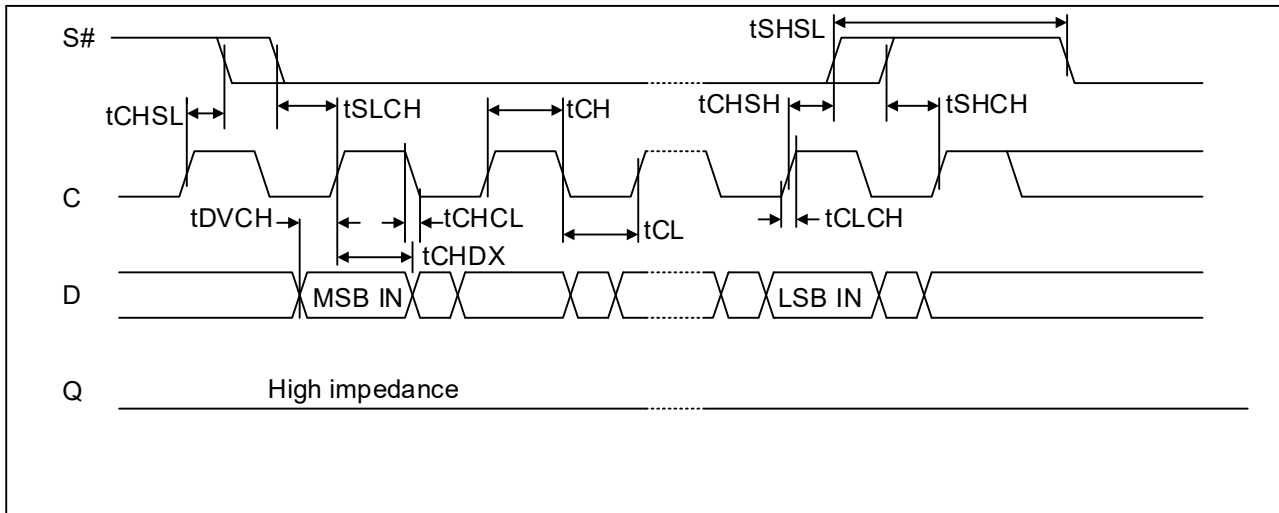 S#
tSHSL
tCHSL
tSLCH
tCH
tCHSH
tSHCH
C
tDVCH
tCHCL
tCL
tCLCH
tCHDX
D
MSB IN
LSB IN
Q
High impedance